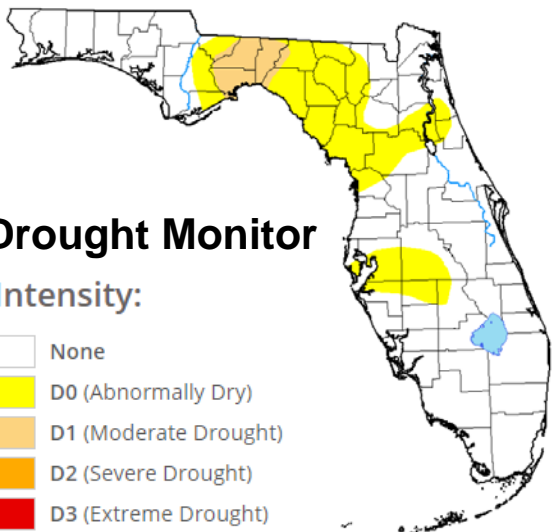 Drought Monitor
Intensity:
None
D0 (Abnormally Dry)
D1 (Moderate Drought)
D2 (Severe Drought)
D3 (Extreme Drought)